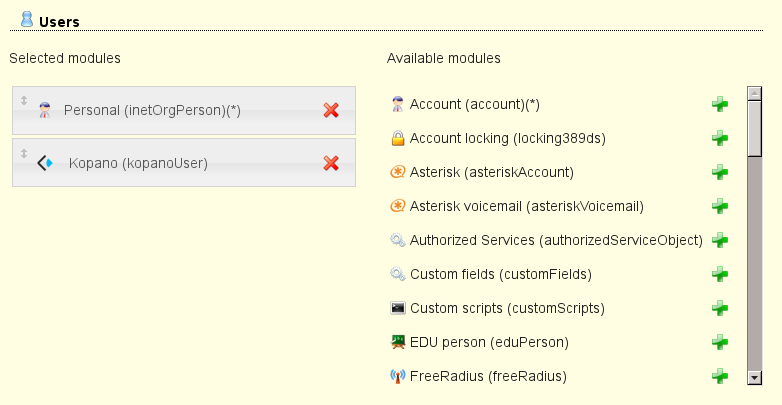 Users
Selected modules
Available modules
Personal (inetOrgPerson)(*)
Kopano (kopanoUser)
Account (account)(*)
Account locking (locking389ds)
Asterisk (asteriskAccount)
Asterisk voicemail (asteriskVoicemail)
Authorized Services (authorizedServiceObject)
Custom fields (customFields)
Custom scripts (customScripts)
EDU person (eduPerson)
FreeRadius (freeRadius)